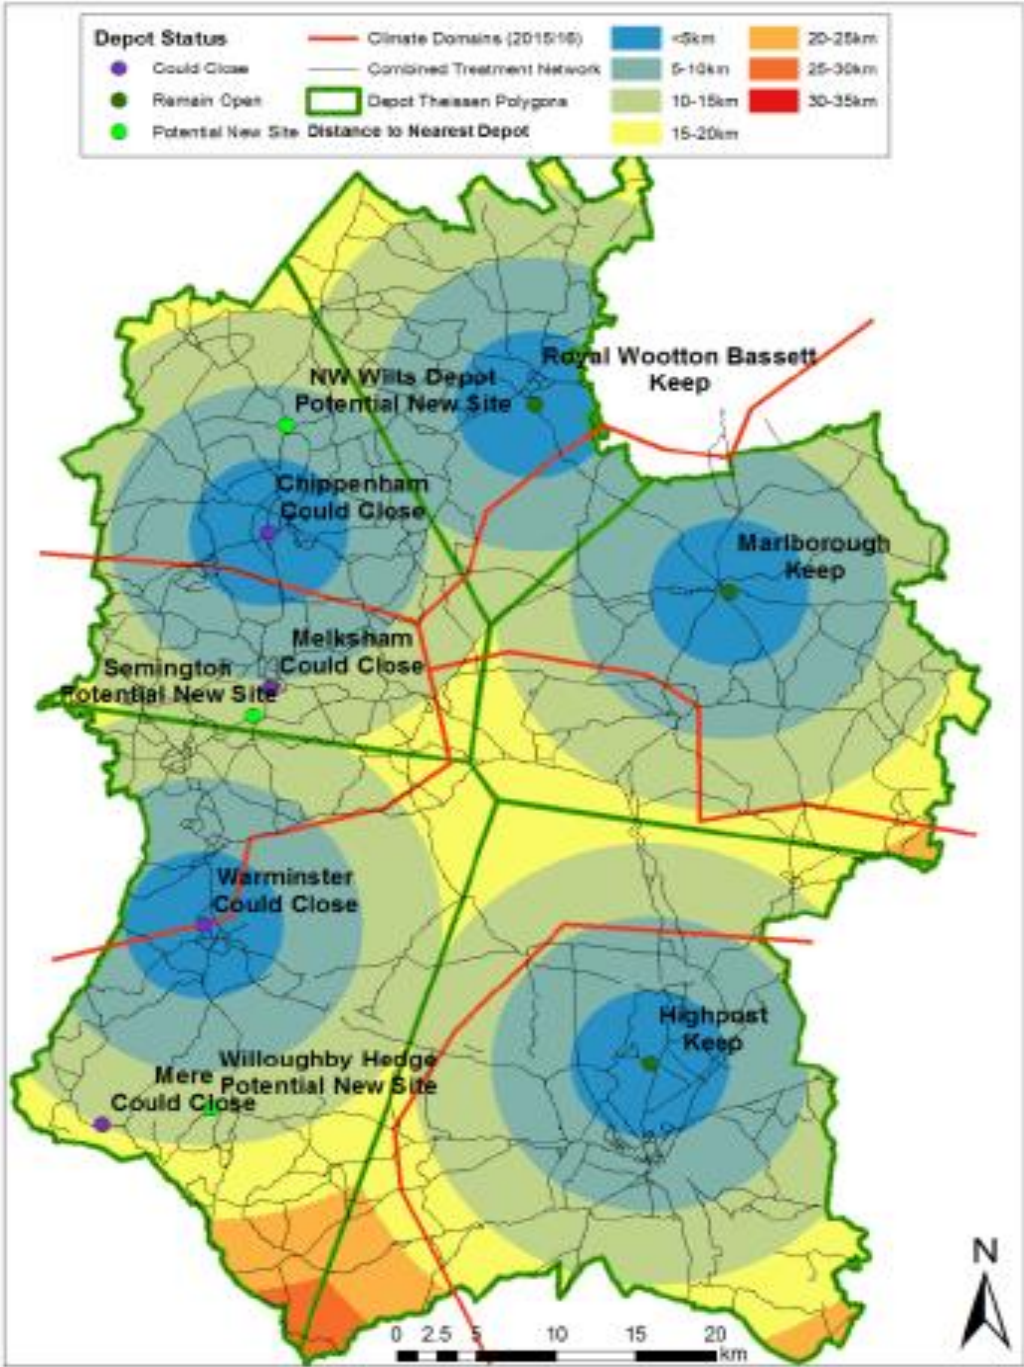 Depot Status
Could Close
Remain Open
Potential New Site
Climate Domains (2015/16)
Combined Treatment Network
Depot Theissen Polygons
Distance to Nearest Depot
<5km
5-10km
10-15km
15-20km
20-25km
25-30km
30-35km
Royal Wootton Bassett
Keep
NW Wilts Depot
Potential New Site
Chippenham
Could Close
Marlborough
Keep
Melksham
Could Close
Semington
Potential New Site
Warminster
Could Close
Highpost
Keep
Willoughby Hedge
Potential New Site
Mere
Could Close
N
0 2.5 5 10 15 20
km